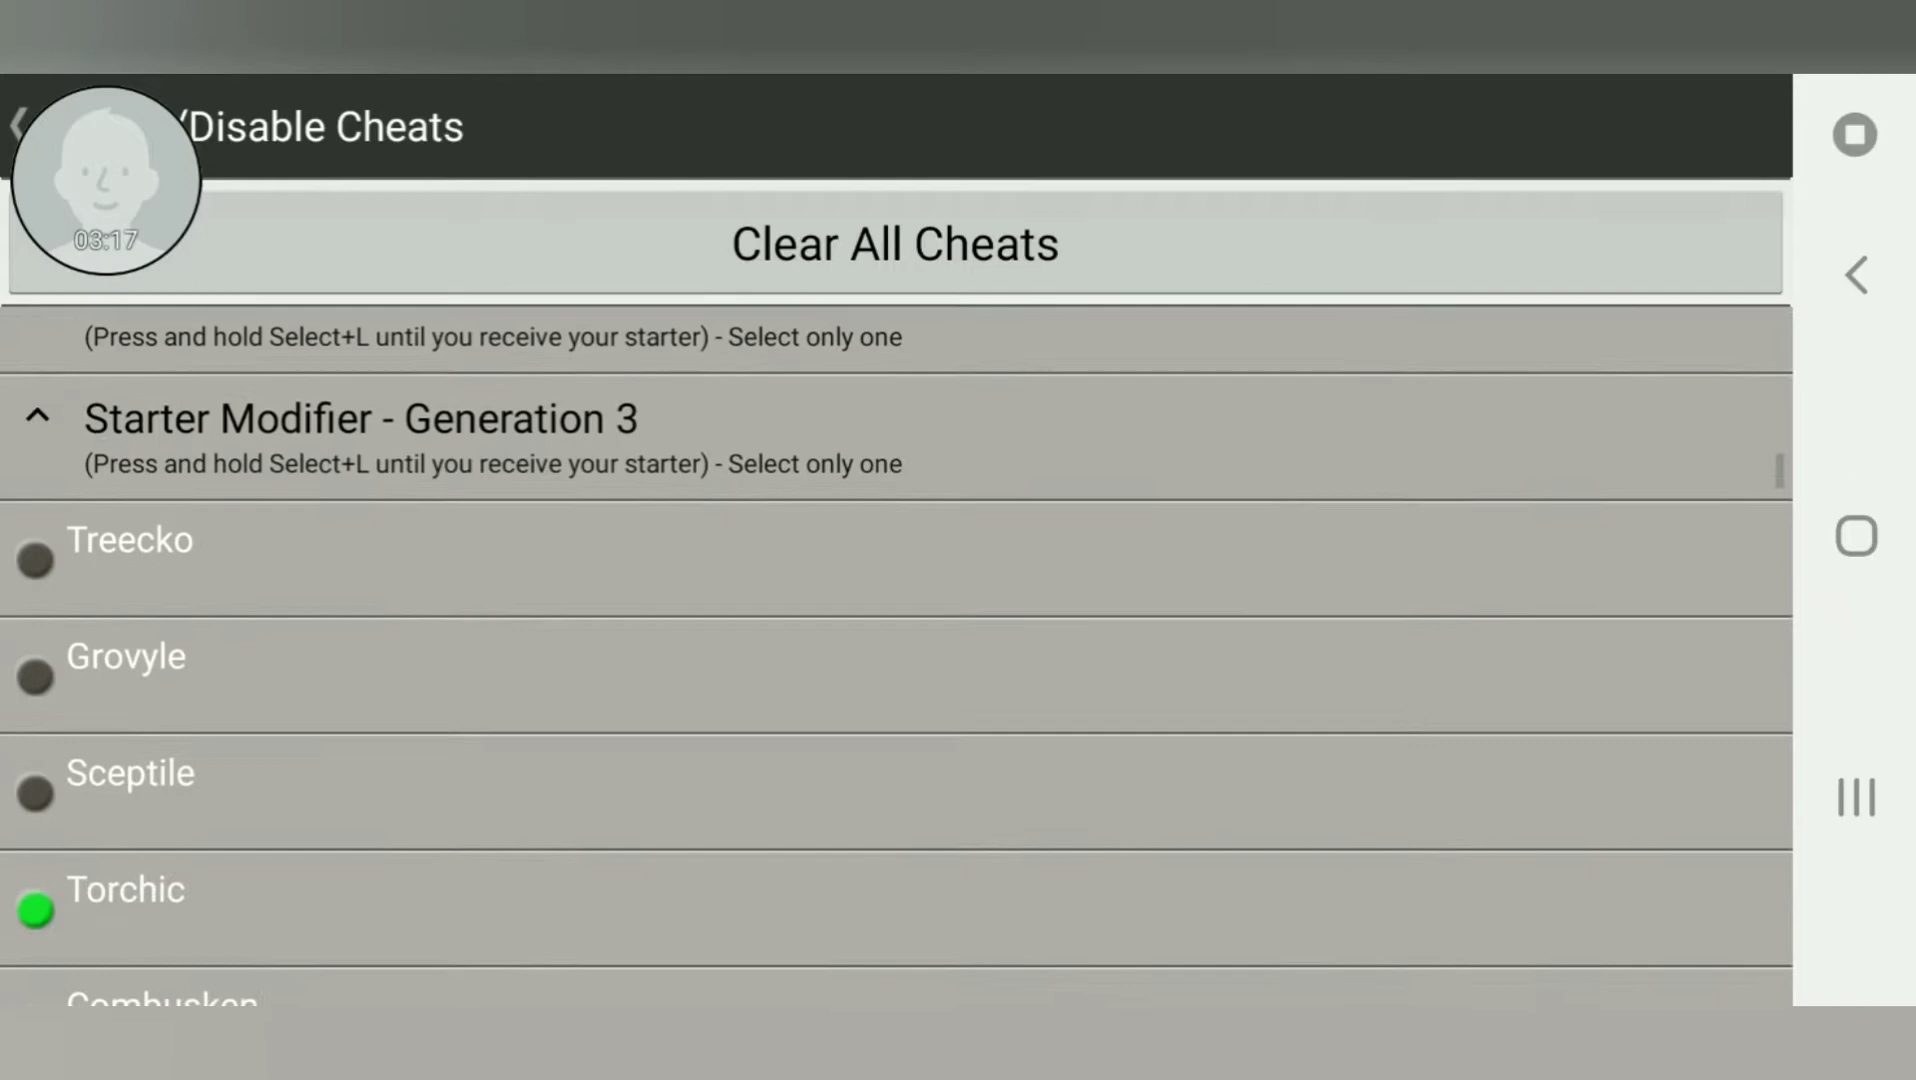 /Disable Cheats
03:17
Clear All Cheats
(Press and hold Select+L until you receive your starter) - Select only one
Starter Modifier - Generation 3
(Press and hold Select+L until you receive your starter) - Select only one
Treecko
Grovyle
Sceptile
Torchic
Combusken